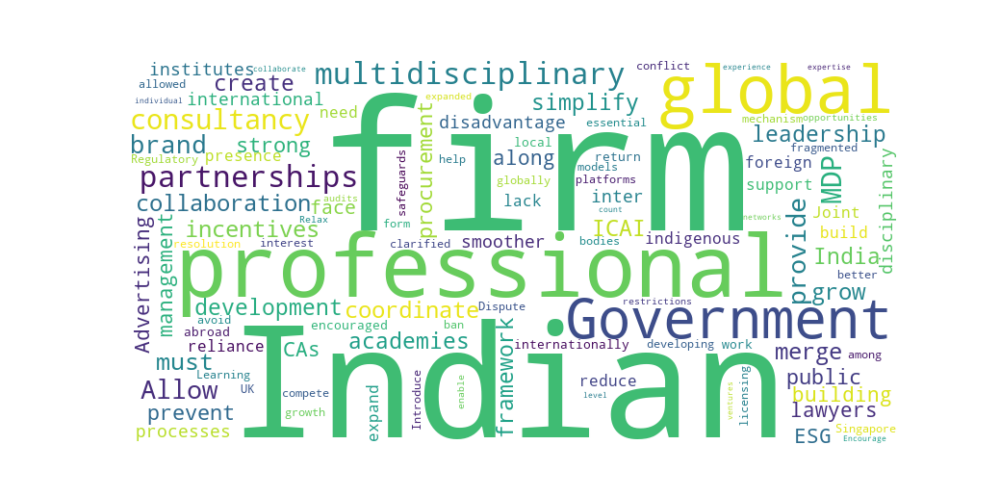 institutes collaborate multidisciplinary conflict experience expertise
allowed create global
individual international need expanded simplify mechanism opportunities
consultancy disadvantage essential leadership
brand strong firm local fragmented
Regulatory presence procurement help along return foreign
partnerships safeguards models support MDP disciplinary
collaboration audits face globally lack inter platforms
incentives Relax form ICAI count networks Joint build
Advertising management resolution interest clarified smoother bodies indigenous provide India
professional better
development coordinate Dispute restrictions grow
avoid encouraged ban Government
abroad academies framework internationally developing work
reliance CAs merge among
must Learning Indian reduce public
Allow UK compete expand Introduce enable level ventures licensing building
prevent growth lawyers
processes ESG Singapore
Encourage